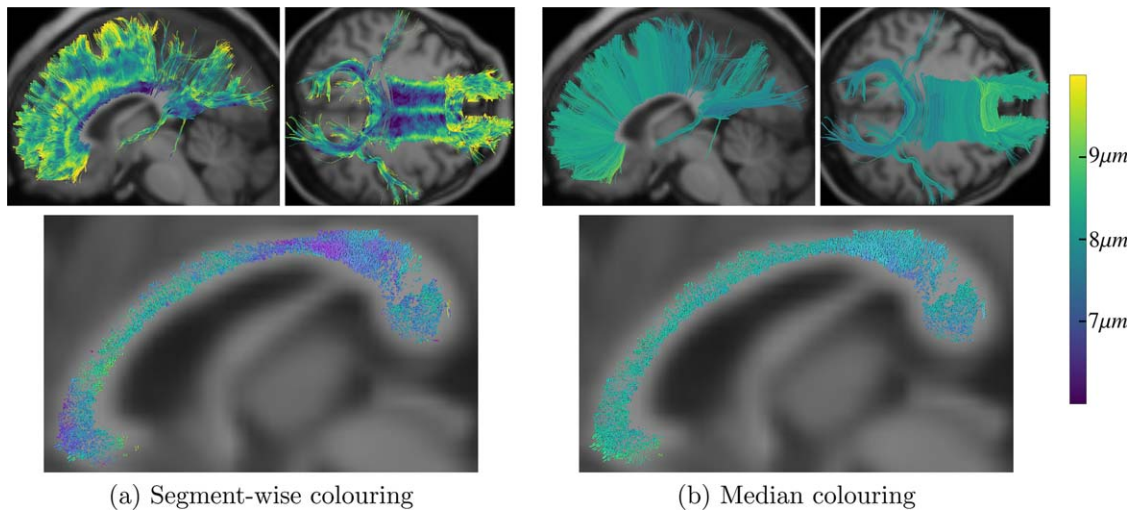 9μm
8μm
7μm
(a) Segment-wise colouring
(b) Median colouring